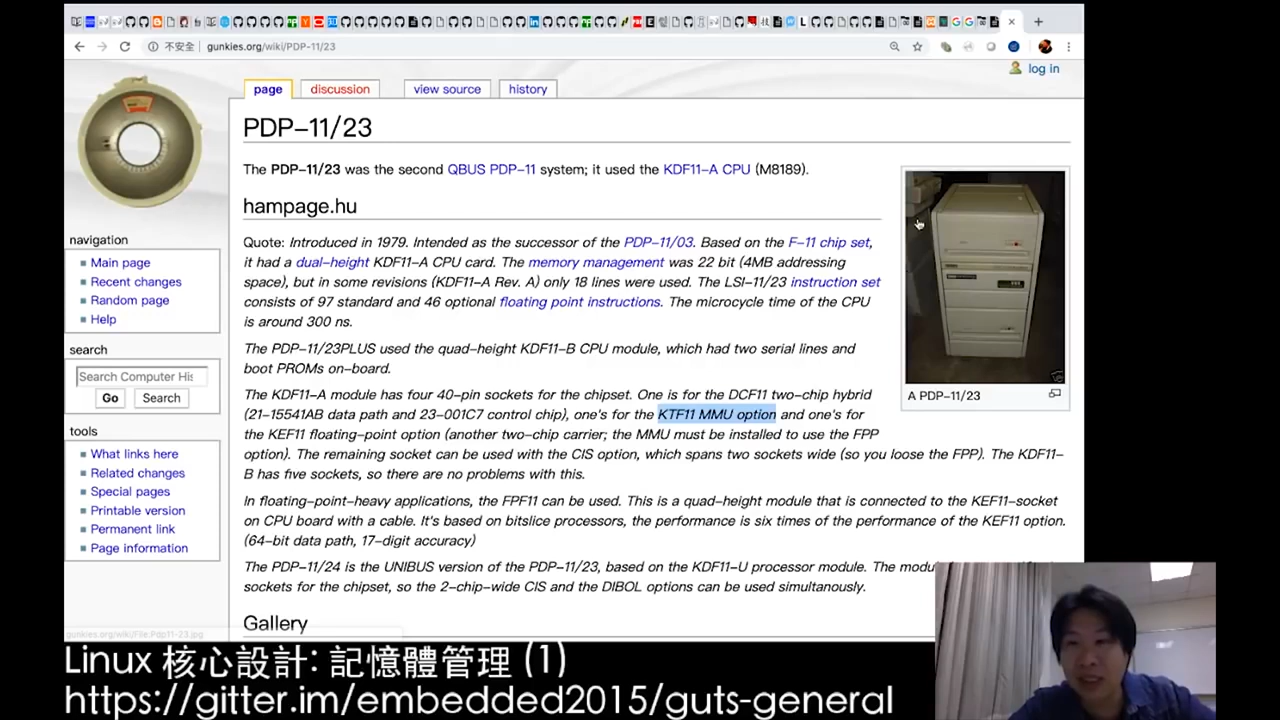 不安全 gunkies.org/wiki/PDP-11/23
log in
page
discussion
view source
history
PDP-11/23
The PDP-11/23 was the second QBUS PDP-11 system; it used the KDF11-A CPU (M8189).
hampage.hu
Quote: Introduced in 1979. Intended as the successor of the PDP-11/03. Based on the F-11 chip set,
it had a dual-height KDF11-A CPU card. The memory management was 22 bit (4MB addressing
space), but in some revisions (KDF11-A Rev. A) only 18 lines were used. The LSI-11/23 instruction set
consists of 97 standard and 46 optional floating point instructions. The microcycle time of the CPU
is around 300 ns.
The PDP-11/23PLUS used the quad-height KDF11-B CPU module, which had two serial lines and
boot PROMs on-board.
The KDF11-A module has four 40-pin sockets for the chipset. One is for the DCF11 two-chip hybrid
(21-15541AB data path and 23-001C7 control chip), one's for the KTF11 MMU option and one's for
the KEF11 floating-point option (another two-chip carrier; the MMU must be installed to use the FPP
option). The remaining socket can be used with the CIS option, which spans two sockets wide (so you loose the FPP). The KDF11-
B has five sockets, so there are no problems with this.
In floating-point-heavy applications, the FPF11 can be used. This is a quad-height module that is connected to the KEF11-socket
on CPU board with a cable. It's based on bitslice processors, the performance is six times of the performance of the KEF11 option.
(64-bit data path, 17-digit accuracy)
The PDP-11/24 is the UNIBUS version of the PDP-11/23, based on the KDF11-U processor module. The
sockets for the chipset, so the 2-chip-wide CIS and the DIBOL options can be used simultanously.
Gallery
A PDP-11/23
navigation
Main page
Recent changes
Random page
Help
search
Search Computer His
Go
Search
tools
What links here
Related changes
Special pages
Printable version
Permanent link
Page information
gunkies.org/wiki/File:Pdp11-23.jpg
Linux 核心設計: 記憶體管理 (1)
https://gitter.im/embedded2015/guts-general